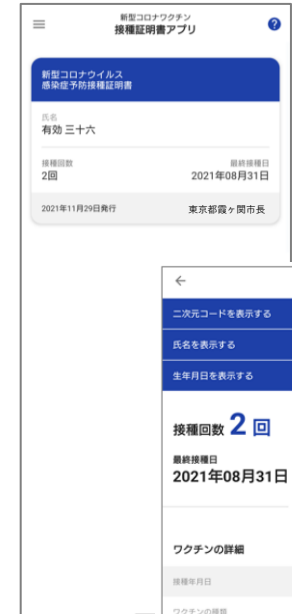 新型コロナワクチン
接種証明書アプリ
?
新型コロナウイルス
感染症予防接種証明書
氏名
有効 三十六
接種回数 最終接種日
2回 2021年08月31日
2021年11月29日発行 東京都霞ヶ関市長
←
二次元コードを表示する
氏名を表示する
生年月日を表示する
接種回数 2 回
最終接種日
2021年08月31日
ワクチンの詳細
接種年月日
ワクチンの種類